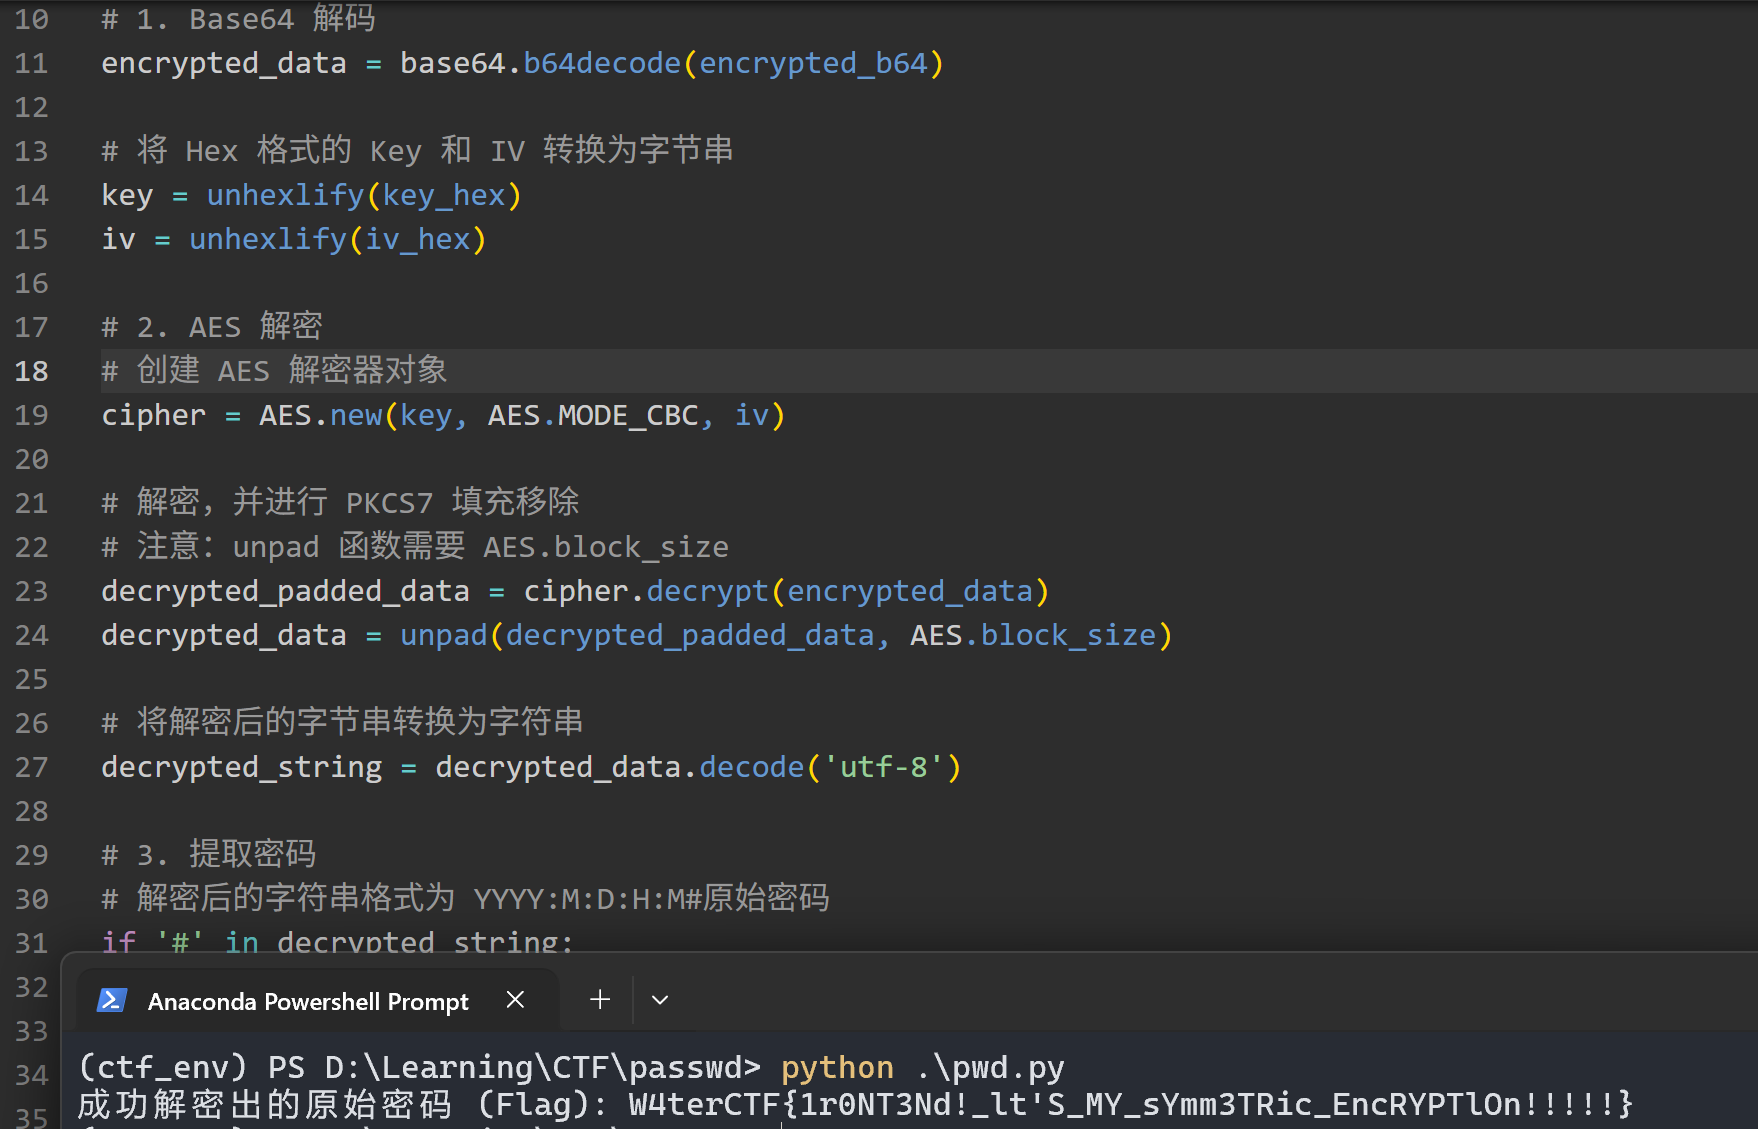 10 # 1. Base64 解码
11 encrypted_data = base64.b64decode(encrypted_b64)
12
13 # 将 Hex 格式的 Key 和 IV 转换为字节串
14 key = unhexlify(key_hex)
15 iv = unhexlify(iv_hex)
16
17 # 2. AES 解密
18 # 创建 AES 解密器对象
19 cipher = AES.new(key, AES.MODE_CBC, iv)
20
21 # 解密，并进行 PKCS7 填充移除
22 # 注意：unpad 函数需要 AES.block_size
23 decrypted_padded_data = cipher.decrypt(encrypted_data)
24 decrypted_data = unpad(decrypted_padded_data, AES.block_size)
25
26 # 将解密后的字节串转换为字符串
27 decrypted_string = decrypted_data.decode('utf-8')
28
29 # 3. 提取密码
30 # 解密后的字符串格式为 YYYY:M:D:H:M#原始密码
31 if '#' in decrypted_string:
32
33
34
35
Anaconda Powershell Prompt
(ctf_env) PS D:\Learning\CTF\passwd> python .\pwd.py
成功解密出的原始密码 (Flag): W4terCTF{1r0NT3Nd!_lt'S_MY_sYmm3TRic_EncRYPTlOn!!!!!}